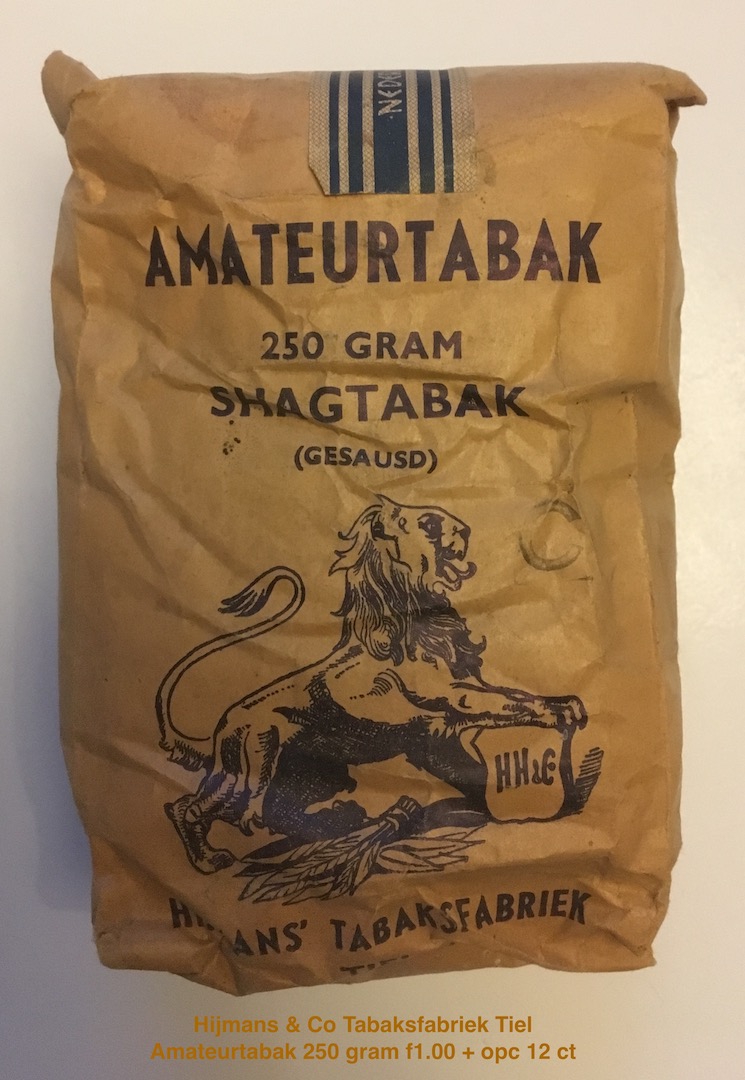 NEDER
AMATEURTABAK
250 GRAM
SHAGTABAK
(GESAUSD)
HH&C
TABAKSFABRIEK
Hijmans & Co Tabaksfabriek Tiel
Amateurtabak 250 gram f1.00 + opc 12 ct